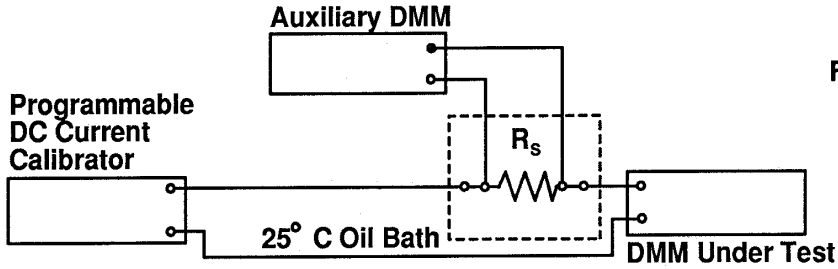 Auxiliary DMM
F
Programmable
DC Current
Calibrator
Rs
25° C Oil Bath
DMM Under Test